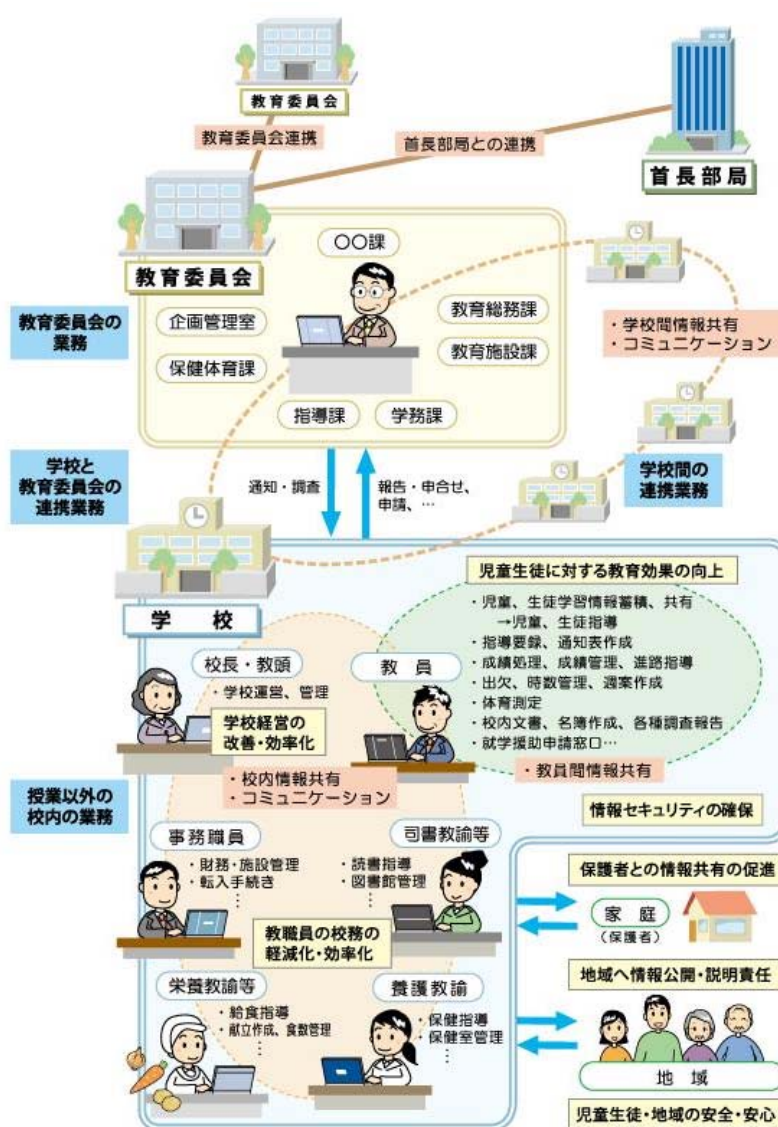 教育委員会
教育委員会連携
首長部局との連携
首長部局
教育委員会
〇〇課
教育委員会の
業務
企画管理室
保健体育課
教育総務課
教育施設課
指導課
学務課
・学校間情報共有
・コミュニケーション
学校と
教育委員会の
連携業務
通知・調査
報告・申合せ、
申請、…
学校間の
連携業務
学校
児童生徒に対する教育効果の向上
・児童、生徒学習情報蓄積、共有
→児童、生徒指導
・指導要録、通知表作成
・成績処理、成績管理、進路指導
・出欠、時数管理、週案作成
・体育測定
・校内文書、名簿作成、各種調査報告
・就学援助申請窓口…
校長・教頭
・学校運営、管理
教員
学校経営の
改善・効率化
・教員間情報共有
・校内情報共有
・コミュニケーション
授業以外の
校内の業務
情報セキュリティの確保
事務職員
・財務・施設管理
・転入手続き
…
司書教諭等
・読書指導
・図書館管理
…
保護者との情報共有の促進
家庭
(保護者)
教職員の校務の
軽減化・効率化
地域へ情報公開・説明責任
栄養教諭等
・給食指導
・献立作成、食数管理
…
養護教諭
・保健指導
・保健室管理
…
地域
児童生徒・地域の安全・安心